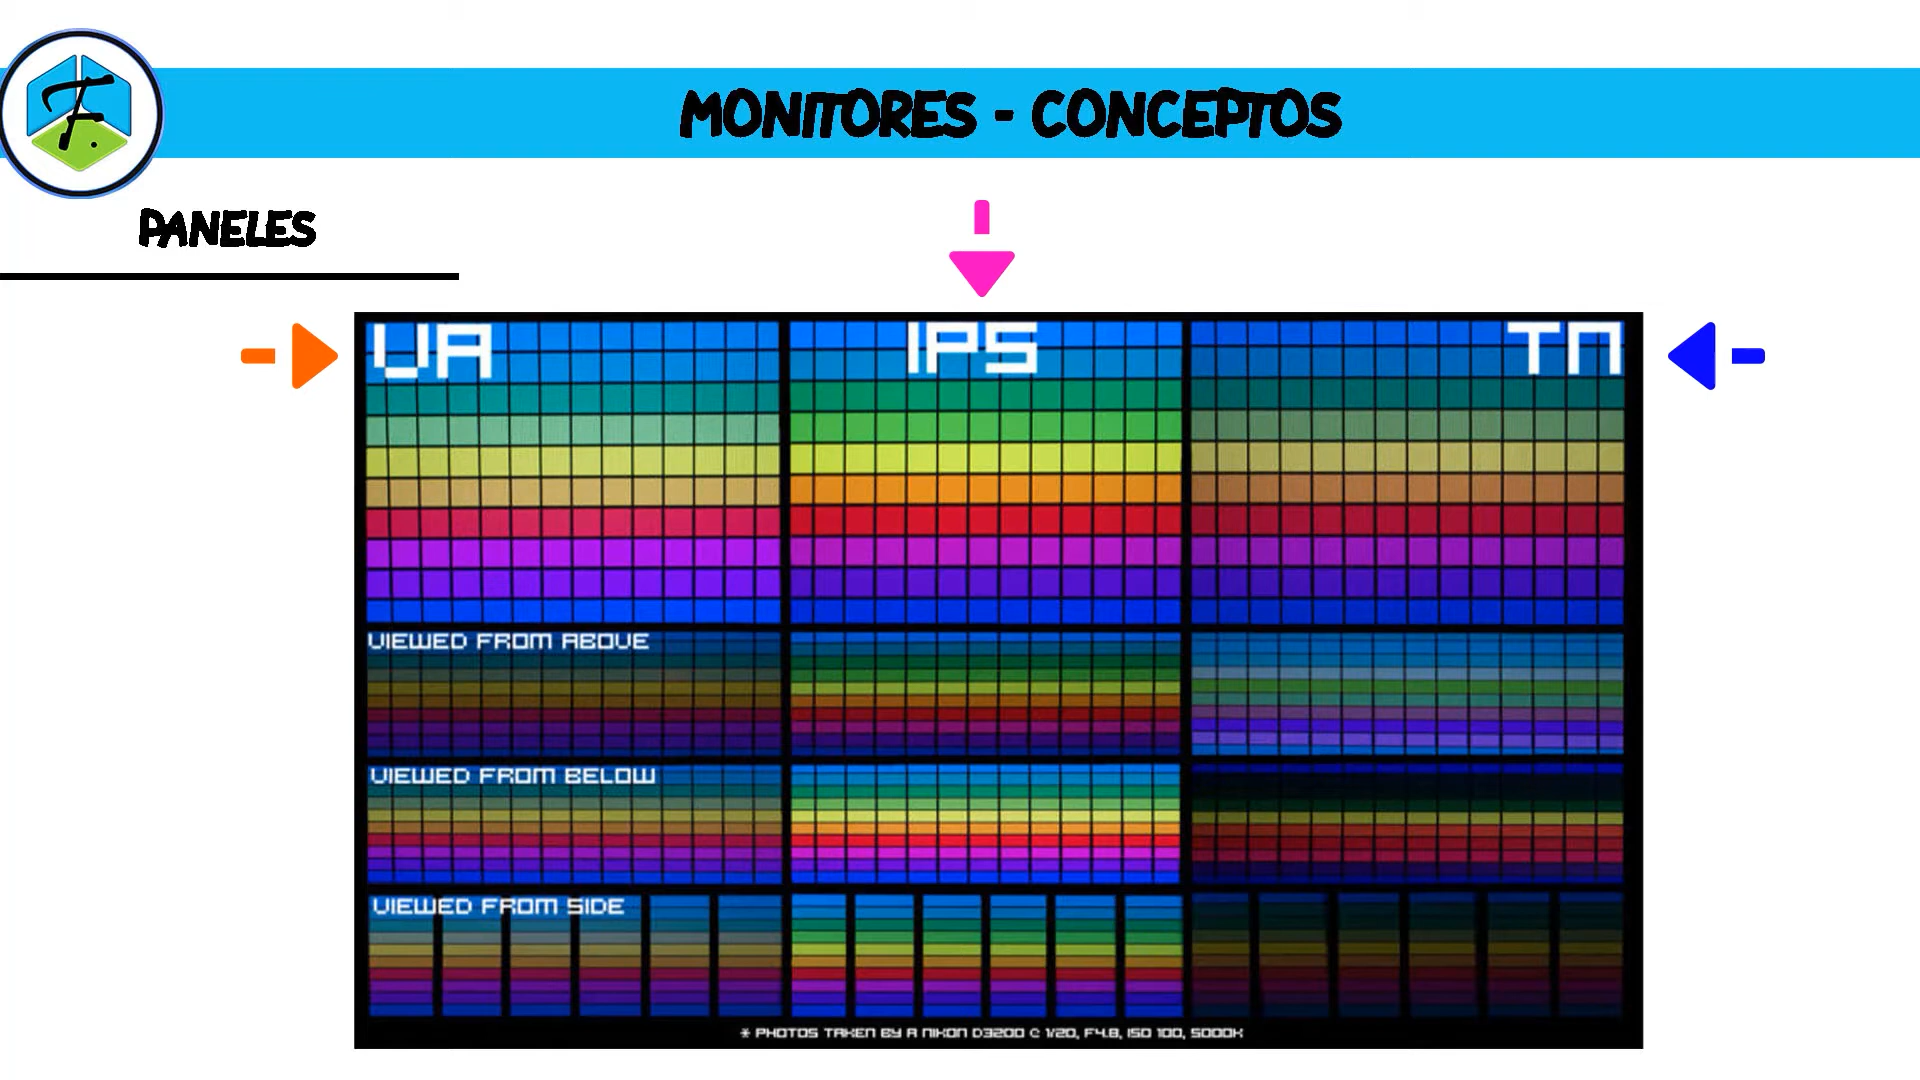 MONITORES - CONCEPTOS
PANELES
VA
IPS
TN
VIEWED FROM ABOVE
VIEWED FROM BELOW
VIEWED FROM SIDE
* PHOTOS TAKEN BY A NIKON D3200 @ 1/20, F4.8, ISO 100, 5000K
F.